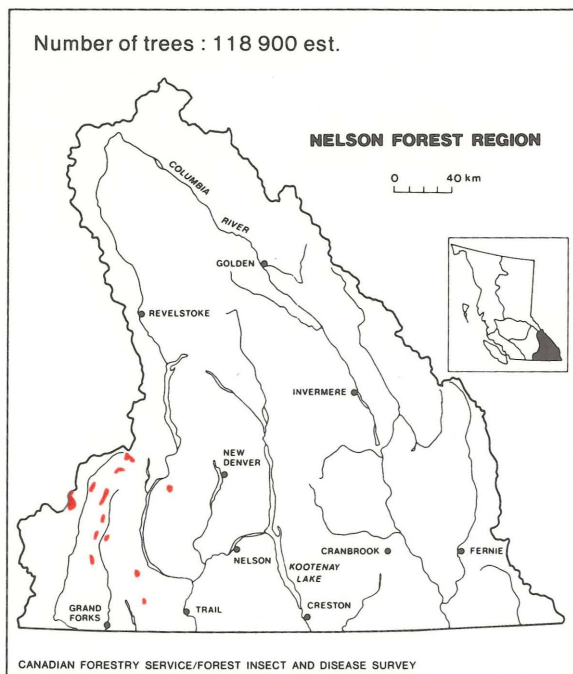 Number of trees : 118 900 est.
NELSON FOREST REGION
0 40 km
COLUMBIA
RIVER
GOLDEN
REVELSTOKE
INVERMERE
NEW
DENVER
NELSON
KOOTENAY
LAKE
CRANBROOK
FERNIE
GRAND
FORKS
TRAIL
CRESTON
CANADIAN FORESTRY SERVICE/FOREST INSECT AND DISEASE SURVEY